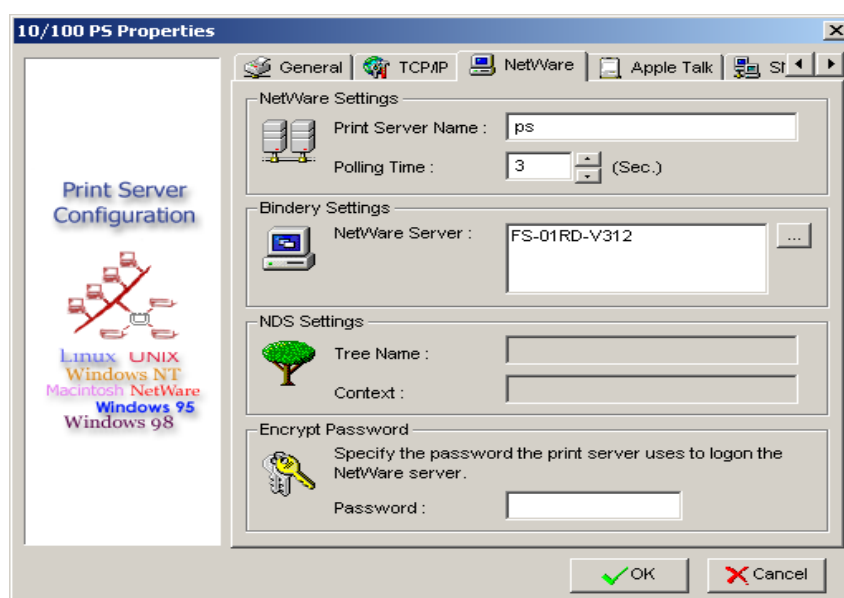 10/100 PS Properties
General TCP/IP NetWare Apple Talk
NetWare Settings
Print Server Name : ps
Polling Time : 3 (Sec.)
Bindery Settings
NetWare Server : FS-01RD-V312 ...
NDS Settings
Tree Name :
Context :
Encrypt Password
Specify the password the print server uses to logon the
NetWare server.
Password :
Print Server
Configuration
Linux UNIX
Windows NT
Macintosh NetWare
Windows 95
Windows 98
OK Cancel